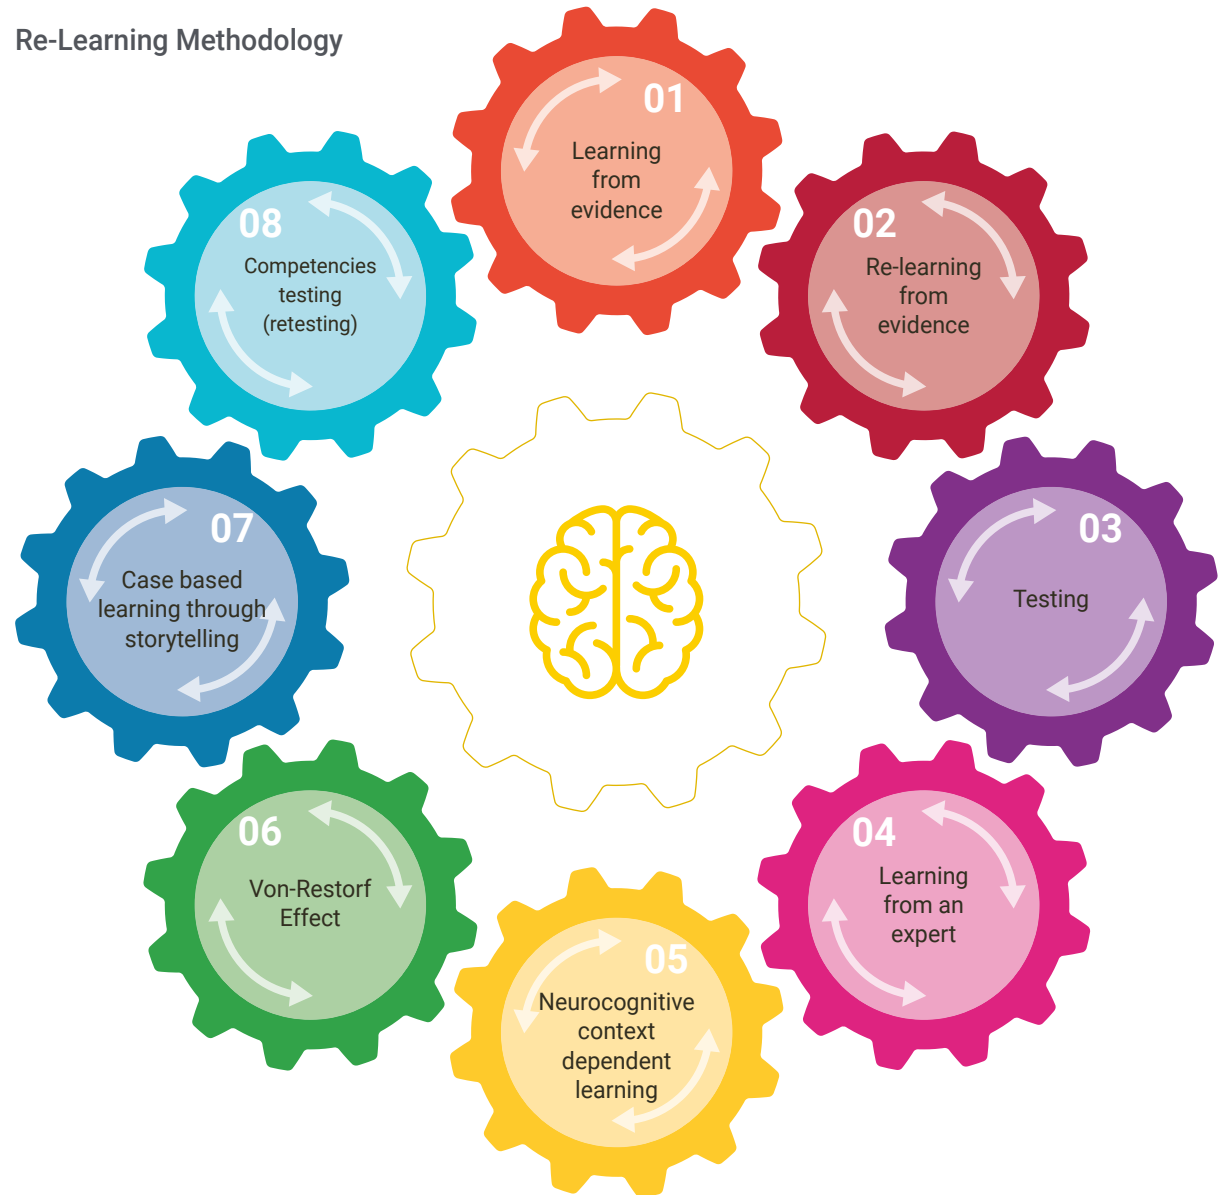 Re-Learning Methodology
01
Learning
from
evidence
02
Re-learning
from
evidence
03
Testing
04
Learning
from an
expert
05
Neurocognitive
context
dependent
learning
06
Von-Restorf
Effect
07
Case based
learning through
storytelling
08
Competencies
testing
(retesting)